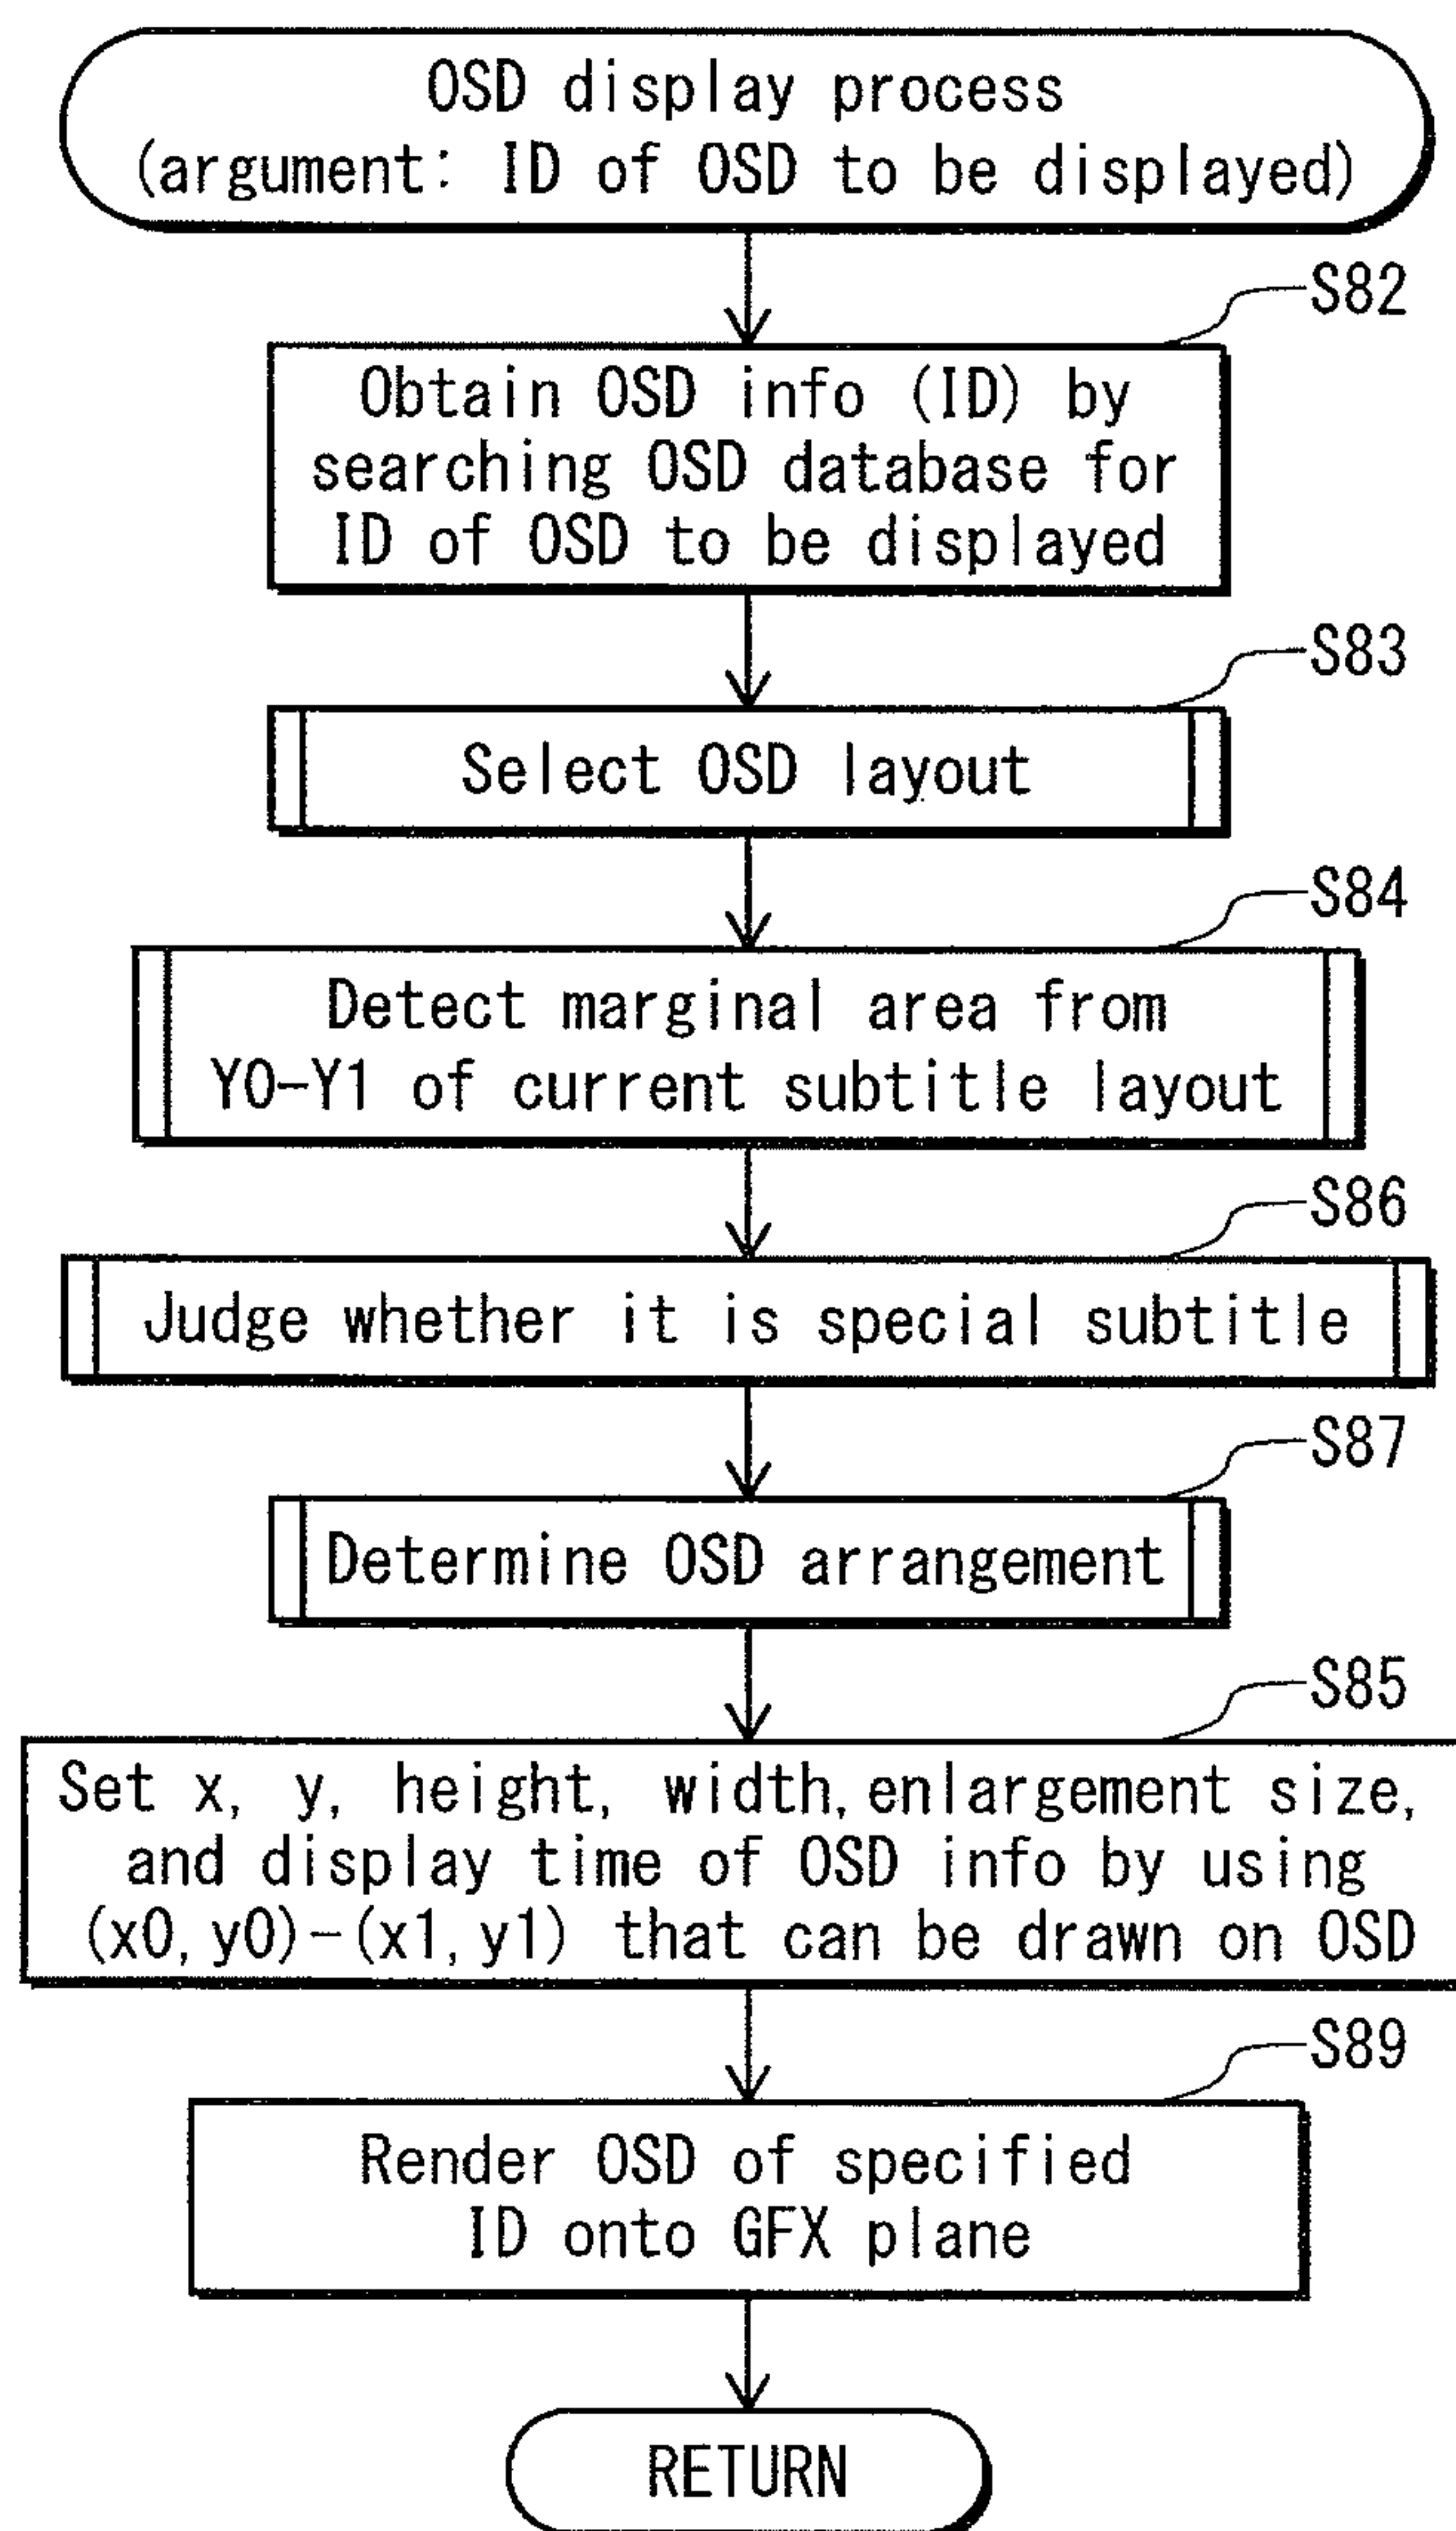 OSD display process
(argument: ID of OSD to be displayed)
S82
Obtain OSD info (ID) by
searching OSD database for
ID of OSD to be displayed
S83
Select OSD layout
S84
Detect marginal area from
Y0-Y1 of current subtitle layout
S86
Judge whether it is special subtitle
S87
Determine OSD arrangement
S85
Set x, y, height, width, enlargement size,
and display time of OSD info by using
(x0, y0)-(x1, y1) that can be drawn on OSD
S89
Render OSD of specified
ID onto GFX plane
RETURN